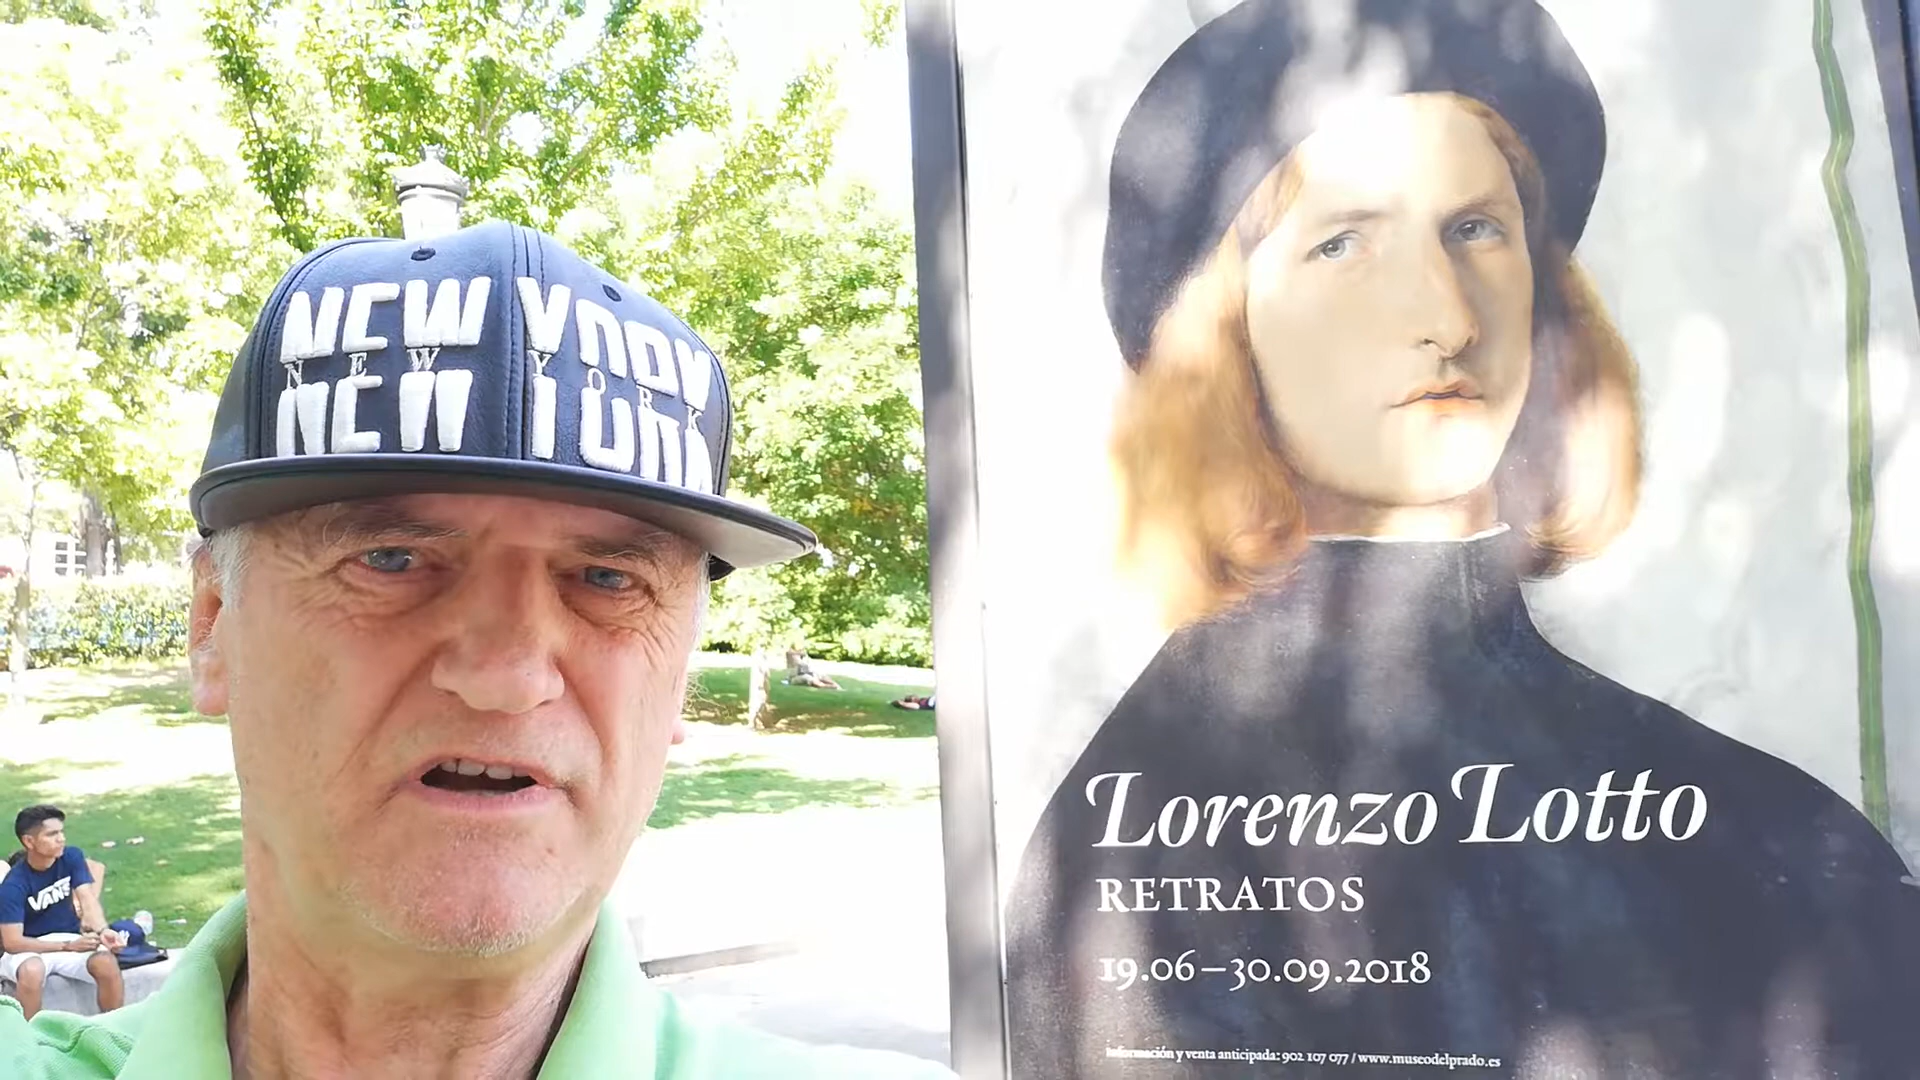 NEW YORK
NEW YORK
NEW YORK
VANS
Lorenzo Lotto
RETRATOS
19.06–30.09.2018
Información y venta anticipada: 902 107 077 / www.museodelprado.es